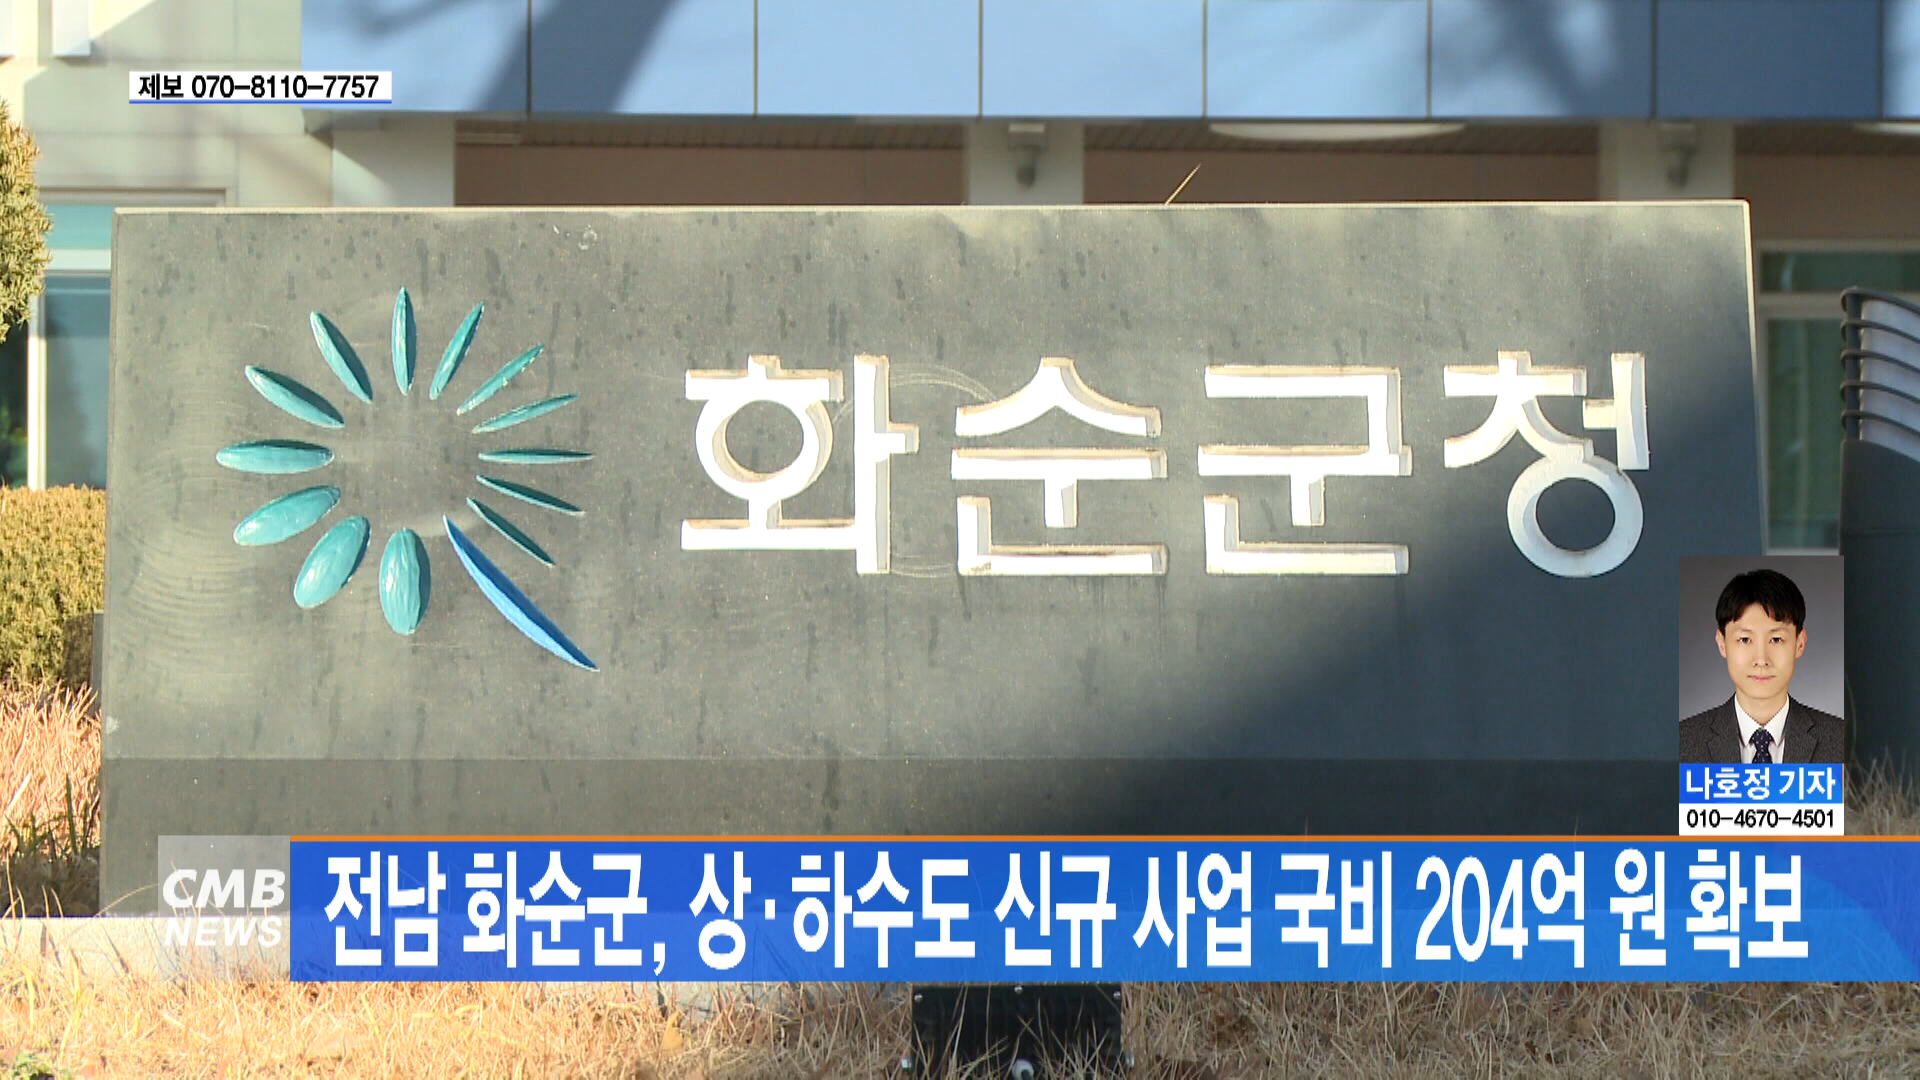 제보 070-8110-7757
화순군청
나호정 기자
010-4670-4501
CMB
NEWS
전남 화순군, 상·하수도 신규 사업 국비 204억 원 확보